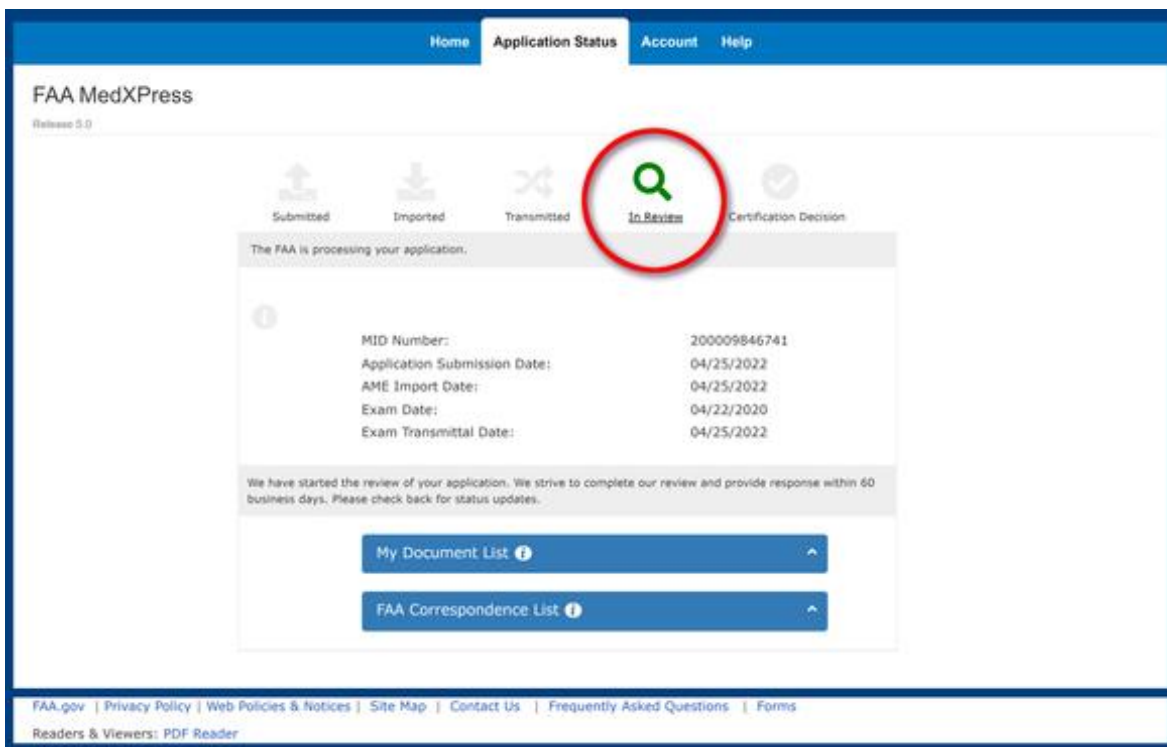 Home Application Status Account Help
FAA MedXPress
Release 5.0
Submitted Imported Transmitted In Review Certification Decision
The FAA is processing your application.
MID Number: 200009846741
Application Submission Date: 04/25/2022
AME Import Date: 04/25/2022
Exam Date: 04/22/2020
Exam Transmittal Date: 04/25/2022
We have started the review of your application. We strive to complete our review and provide response within 60
business days. Please check back for status updates.
My Document List
FAA Correspondence List
FAA.gov | Privacy Policy | Web Policies & Notices | Site Map | Contact Us | Frequently Asked Questions | Forms
Readers & Viewers: PDF Reader